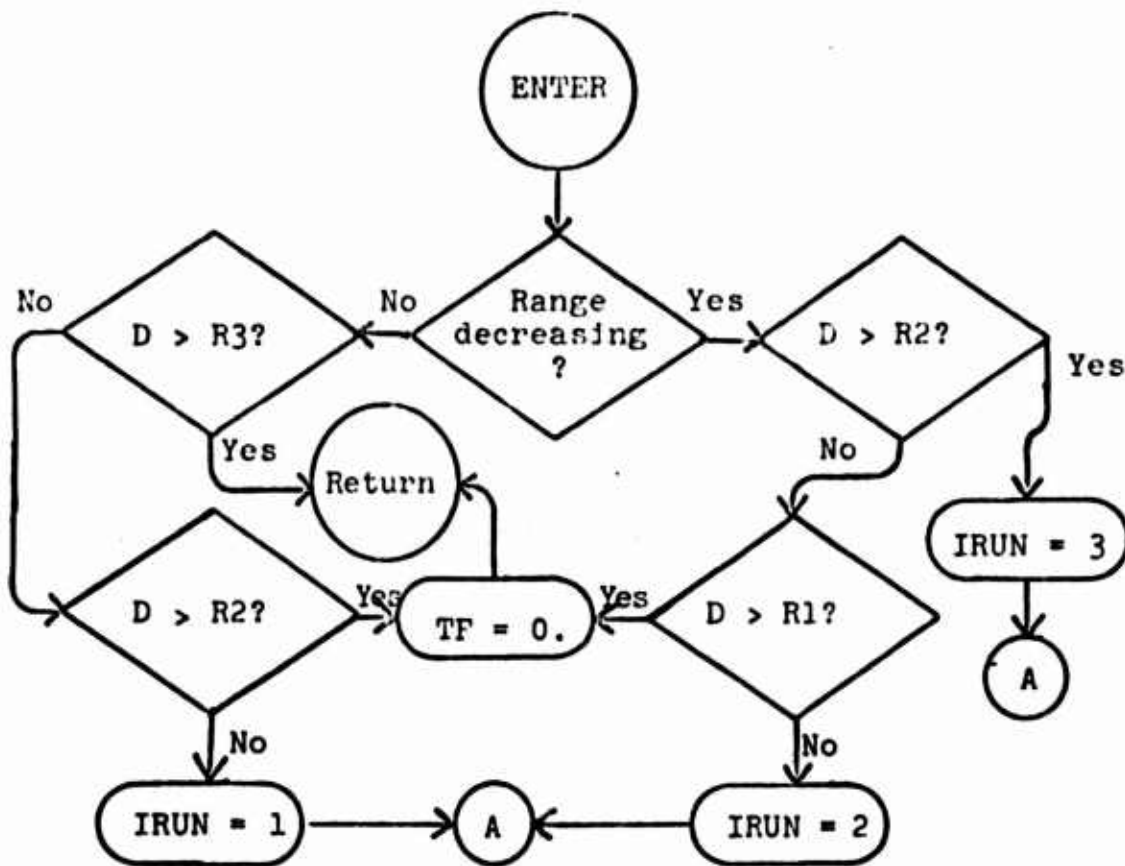 ENTER
No
D > R3?
No
Range
decreasing
?
Yes
D > R2?
Yes
Yes
Return
No
IRUN = 3
D > R2?
Yes
TF = 0.
Yes
D > R1?
A
No
No
IRUN = 1
A
IRUN = 2